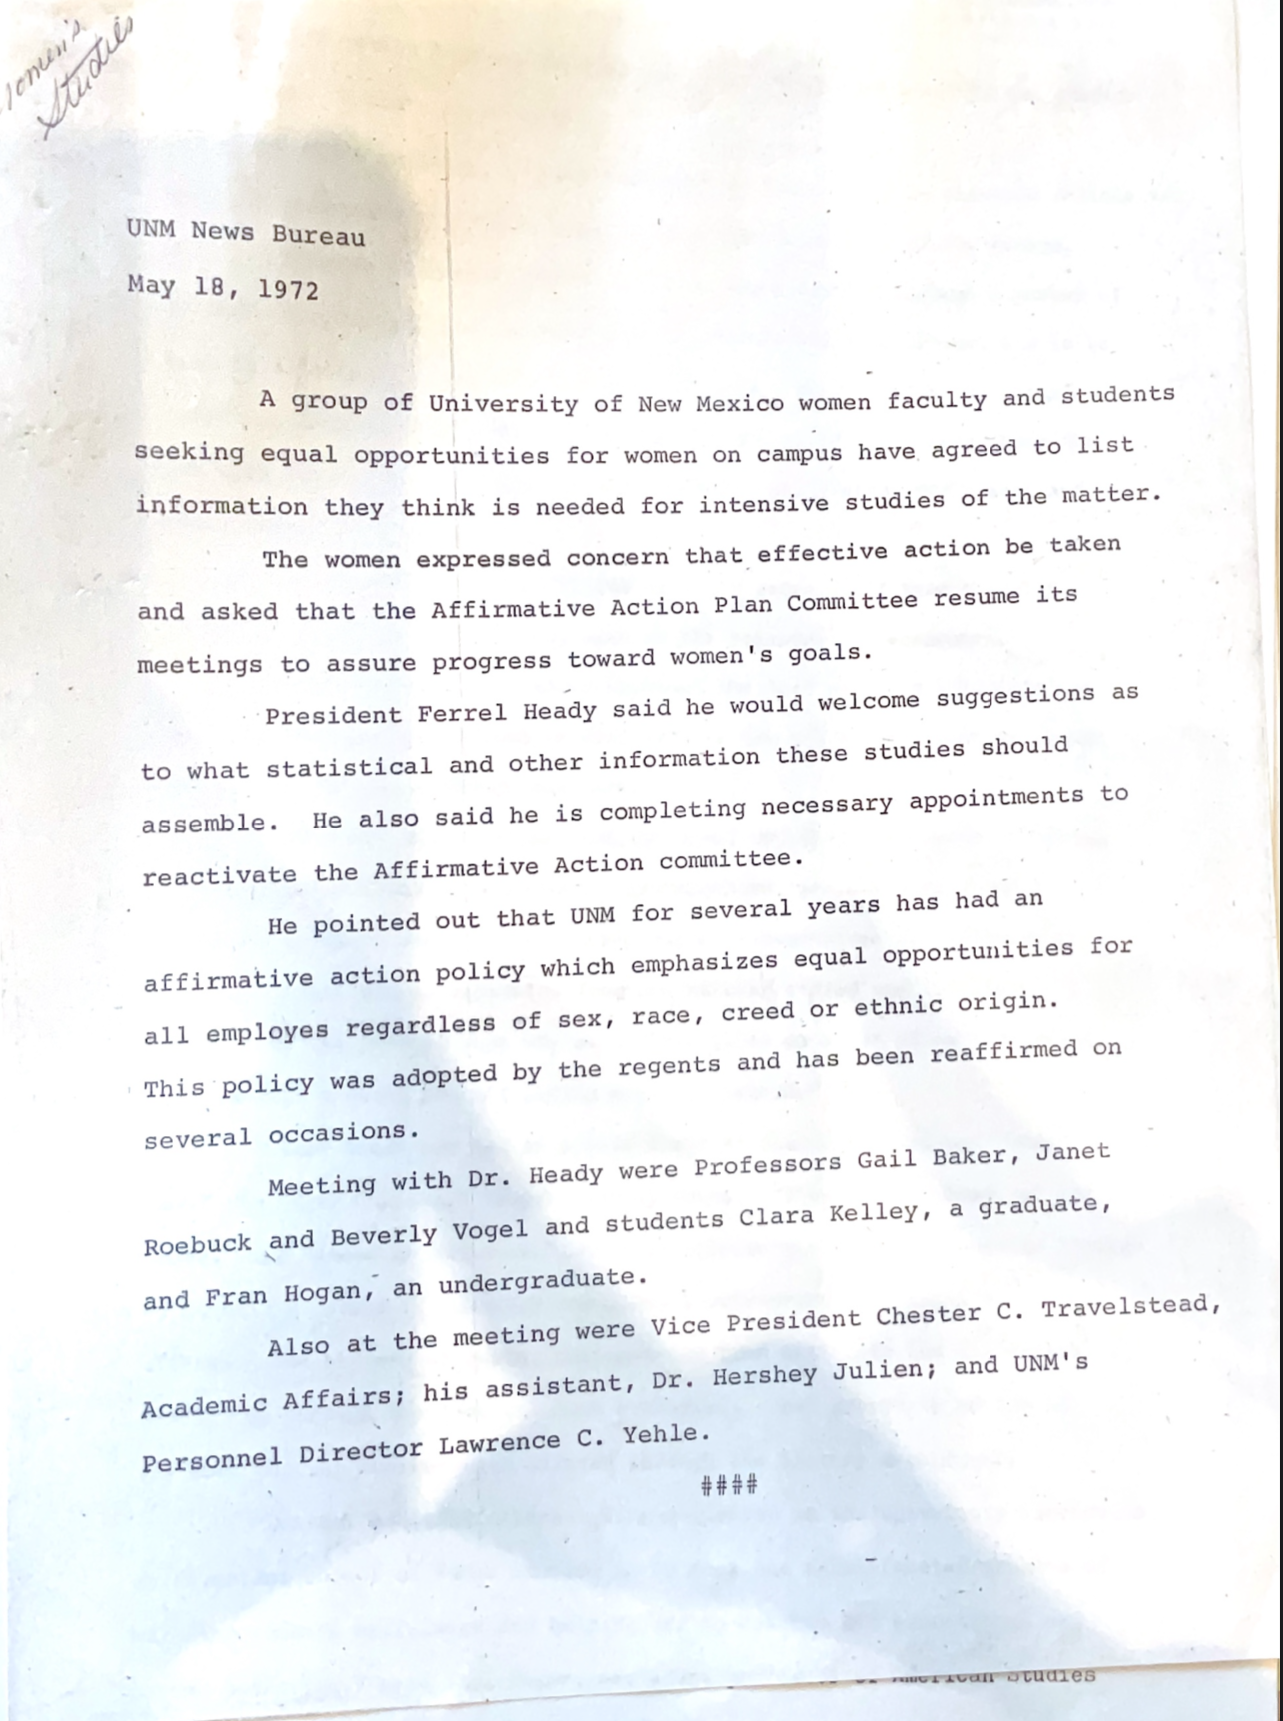 Studies
UNM News Bureau
May 18, 1972
A group of University of New Mexico women faculty and students
seeking equal opportunities for women on campus have agreed to list
information they think is needed for intensive studies of the matter.
The women expressed concern that effective action be taken
and asked that the Affirmative Action Plan Committee resume its
meetings to assure progress toward women's goals.
President Ferrel Heady said he would welcome suggestions as
to what statistical and other information these studies should
assemble.  He also said he is completing necessary appointments to
reactivate the Affirmative Action committee.
He pointed out that UNM for several years has had an
affirmative action policy which emphasizes equal opportunities for
all employes regardless of sex, race, creed or ethnic origin.
This policy was adopted by the regents and has been reaffirmed on
several occasions.
Meeting with Dr. Heady were Professors Gail Baker, Janet
Roebuck and Beverly Vogel and students Clara Kelley, a graduate,
and Fran Hogan, an undergraduate.
Also at the meeting were Vice President Chester C. Travelstead,
Academic Affairs; his assistant, Dr. Hershey Julien; and UNM's
Personnel Director Lawrence C. Yehle.
####
American Studies